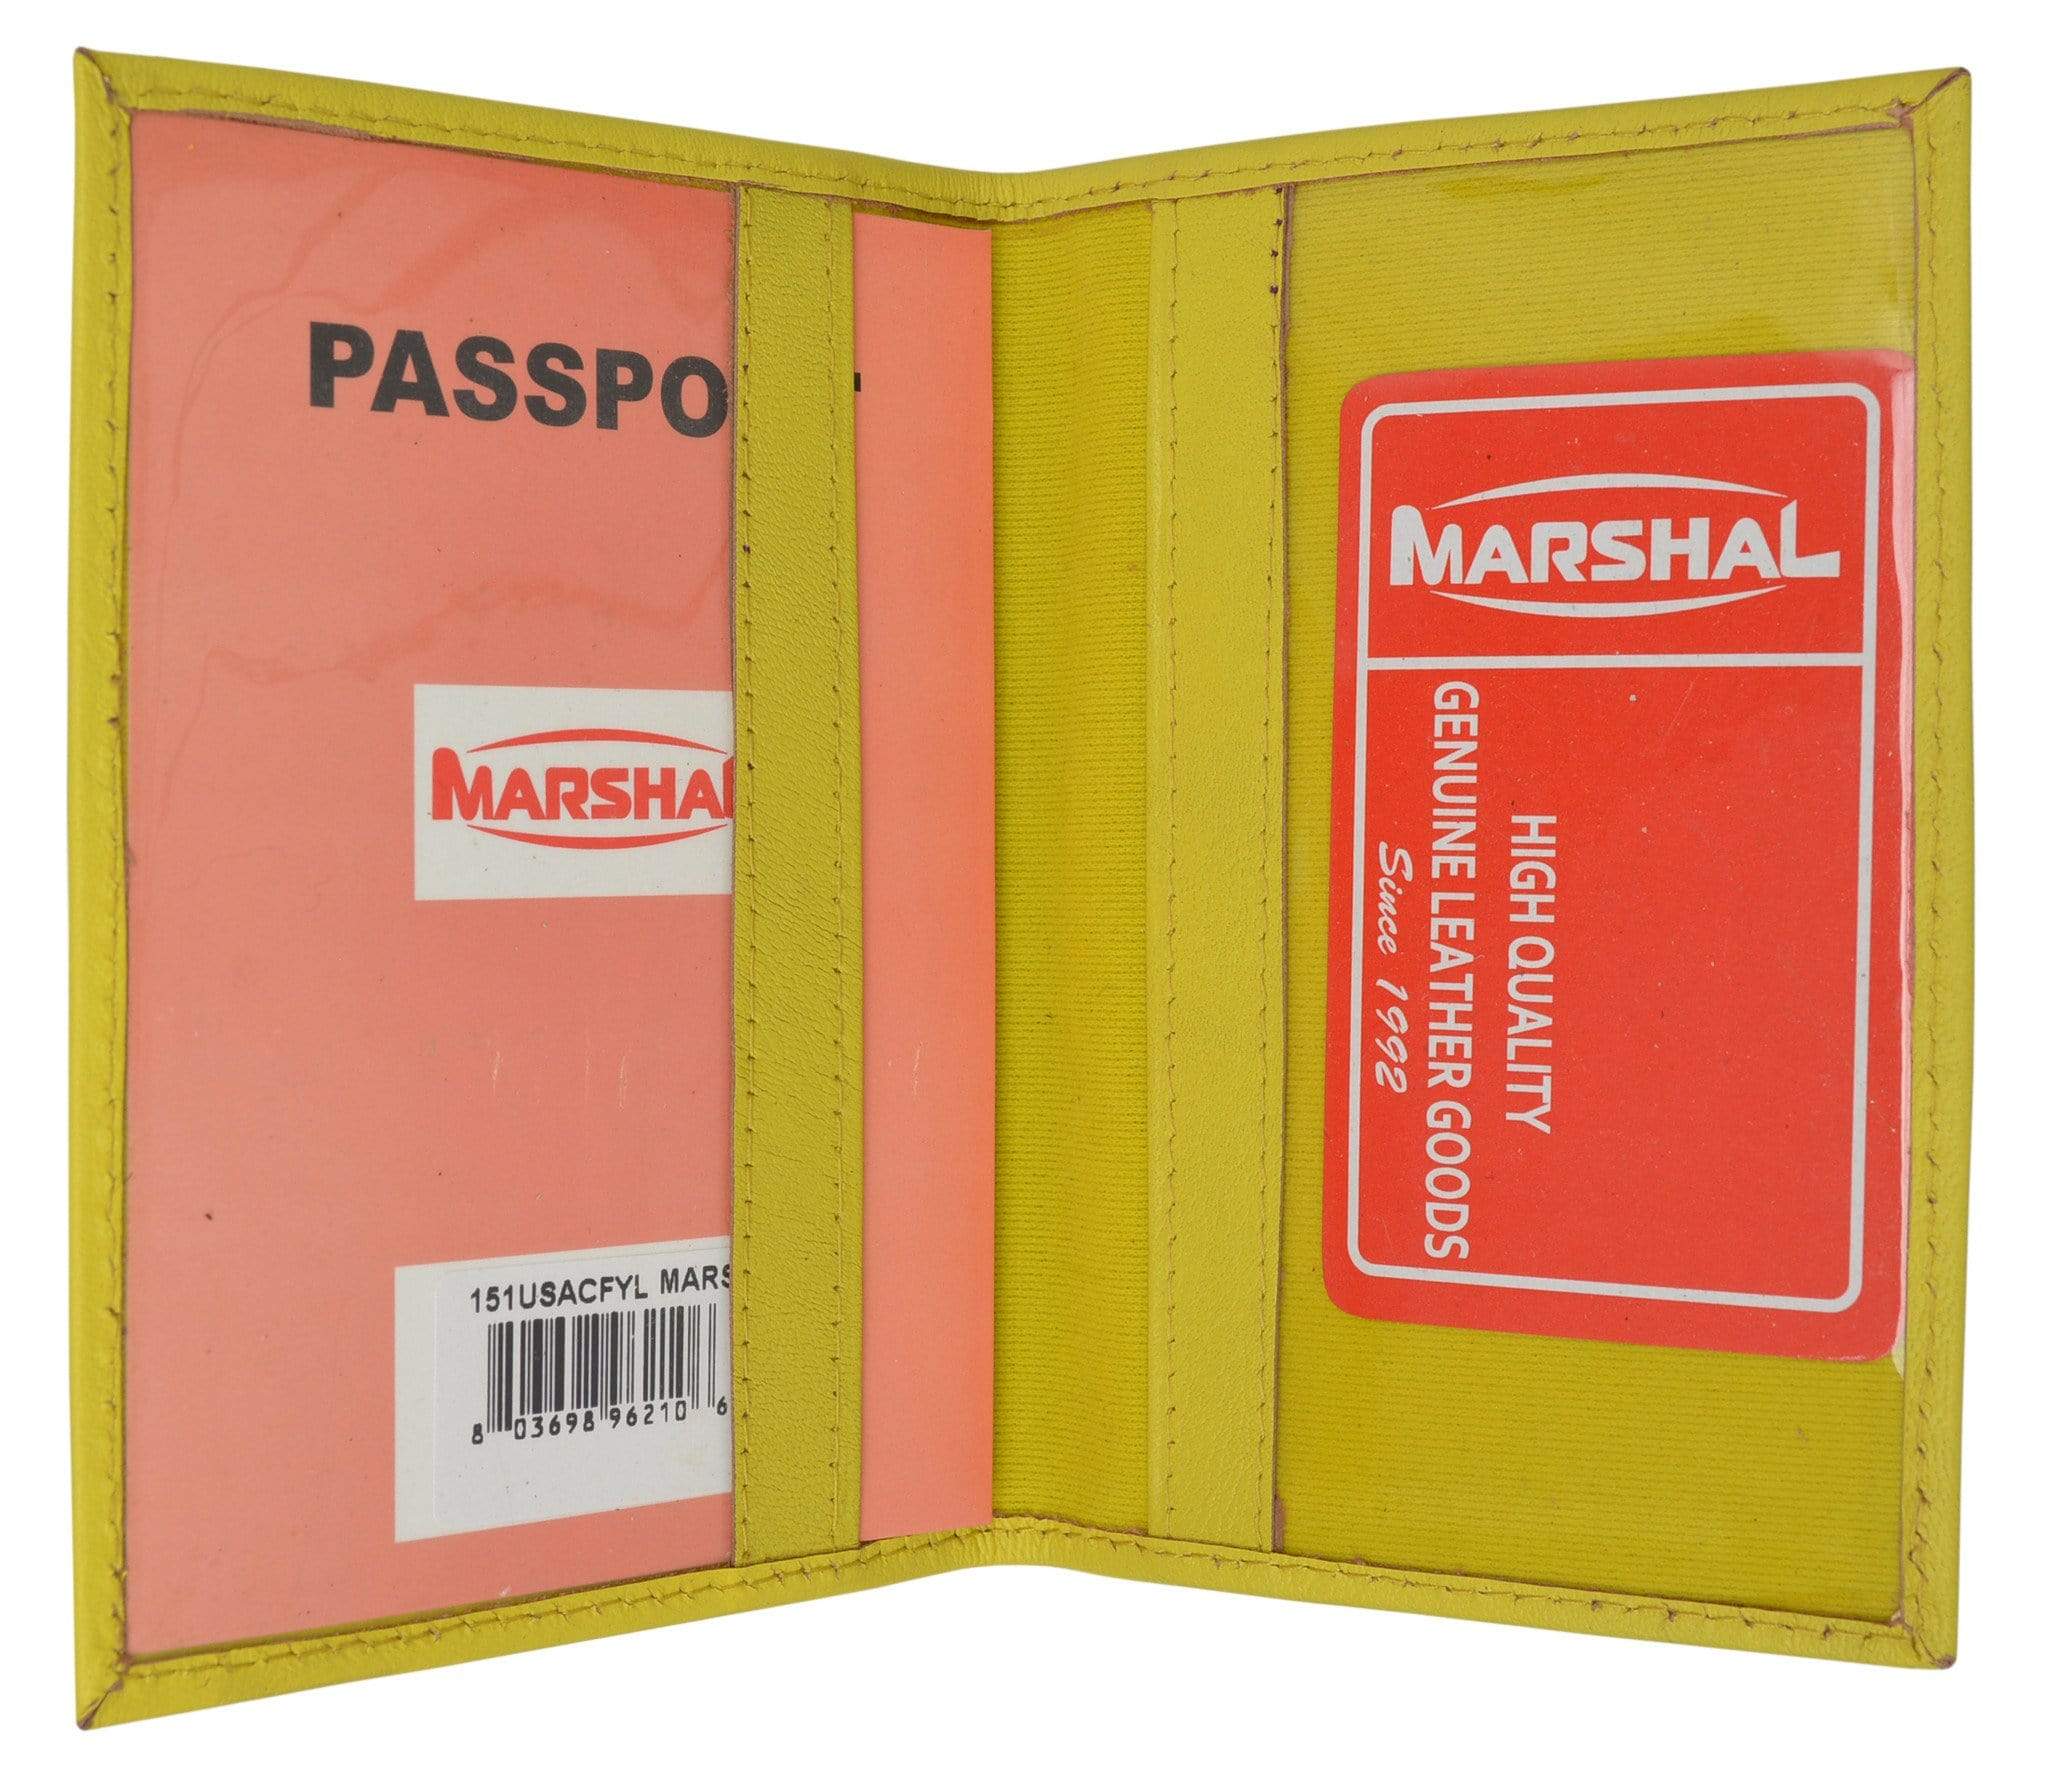 PASSPO
MARSHAL
151USACFYL MARS
8 03698 96210 6
MARSHAL
HIGH QUALITY
GENUINE LEATHER GOODS
Since 1992